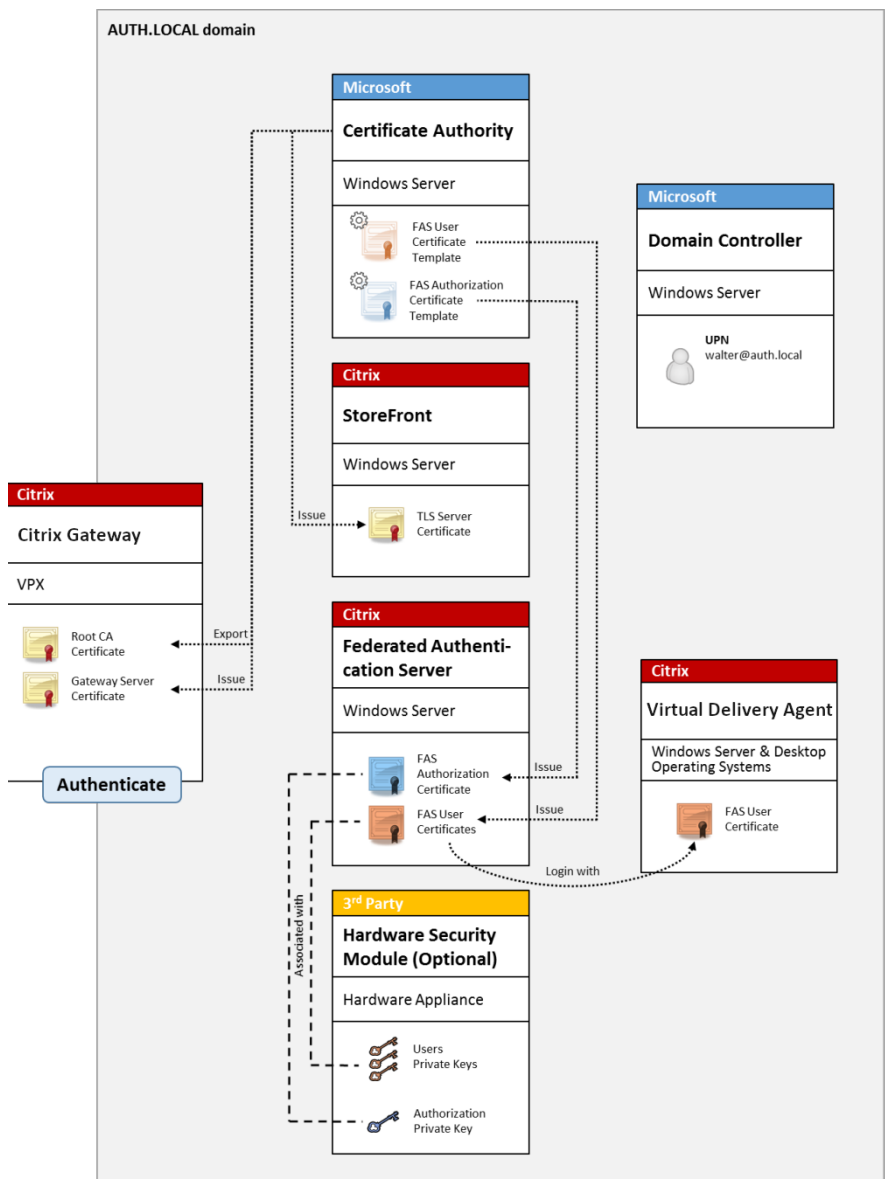 AUTH.LOCAL domain
Microsoft
Certificate Authority
Windows Server
FAS User
Certificate
Template
FAS Authorization
Certificate
Template
Microsoft
Domain Controller
Windows Server
UPN
walter@auth.local
Citrix
StoreFront
Windows Server
Issue
TLS Server
Certificate
Citrix
Citrix Gateway
VPX
Root CA
Certificate
Export
Gateway Server
Certificate
Issue
Authenticate
Citrix
Federated Authenti-
cation Server
Windows Server
FAS
Authorization
Certificate
Issue
FAS User
Certificates
Issue
Citrix
Virtual Delivery Agent
Windows Server & Desktop
Operating Systems
FAS User
Certificate
Login with
Associated with
3rd Party
Hardware Security
Module (Optional)
Hardware Appliance
Users
Private Keys
Authorization
Private Key